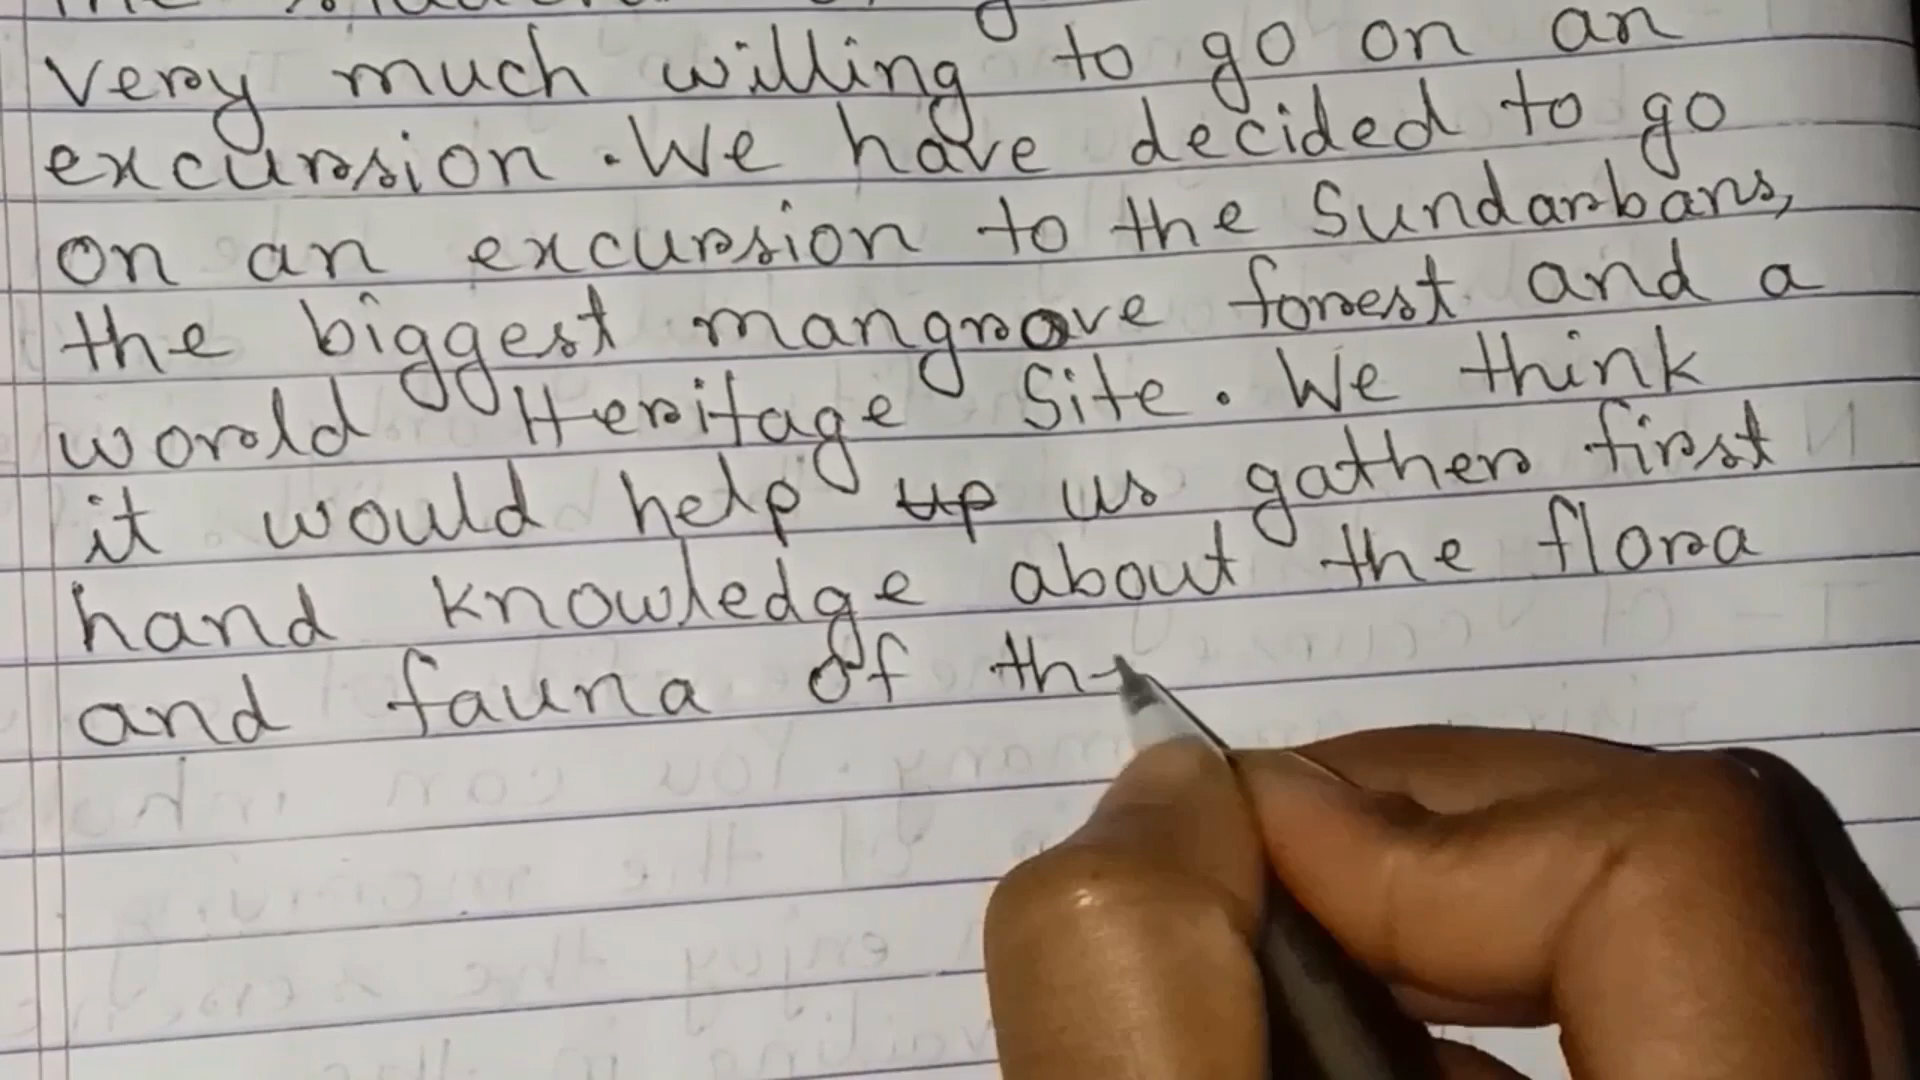 very much willing to go on an
excursion. We have decided to go
on an excursion to the Sundarbans,
the biggest mangrove forest and a
world Heritage Site. We think
it would help up us gather first
hand knowledge about the flora
and fauna of th